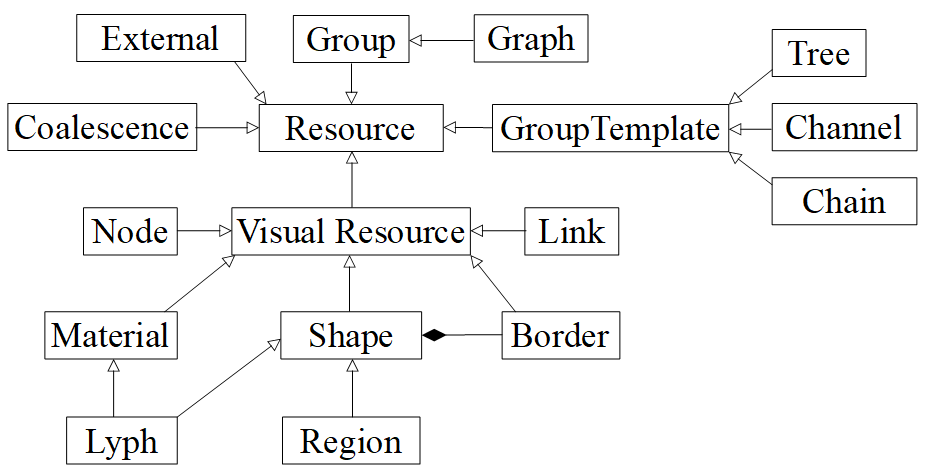 External
Group
Graph
Tree
Coalescence
Resource
GroupTemplate
Channel
Chain
Node
Visual Resource
Link
Material
Shape
Border
Lyph
Region